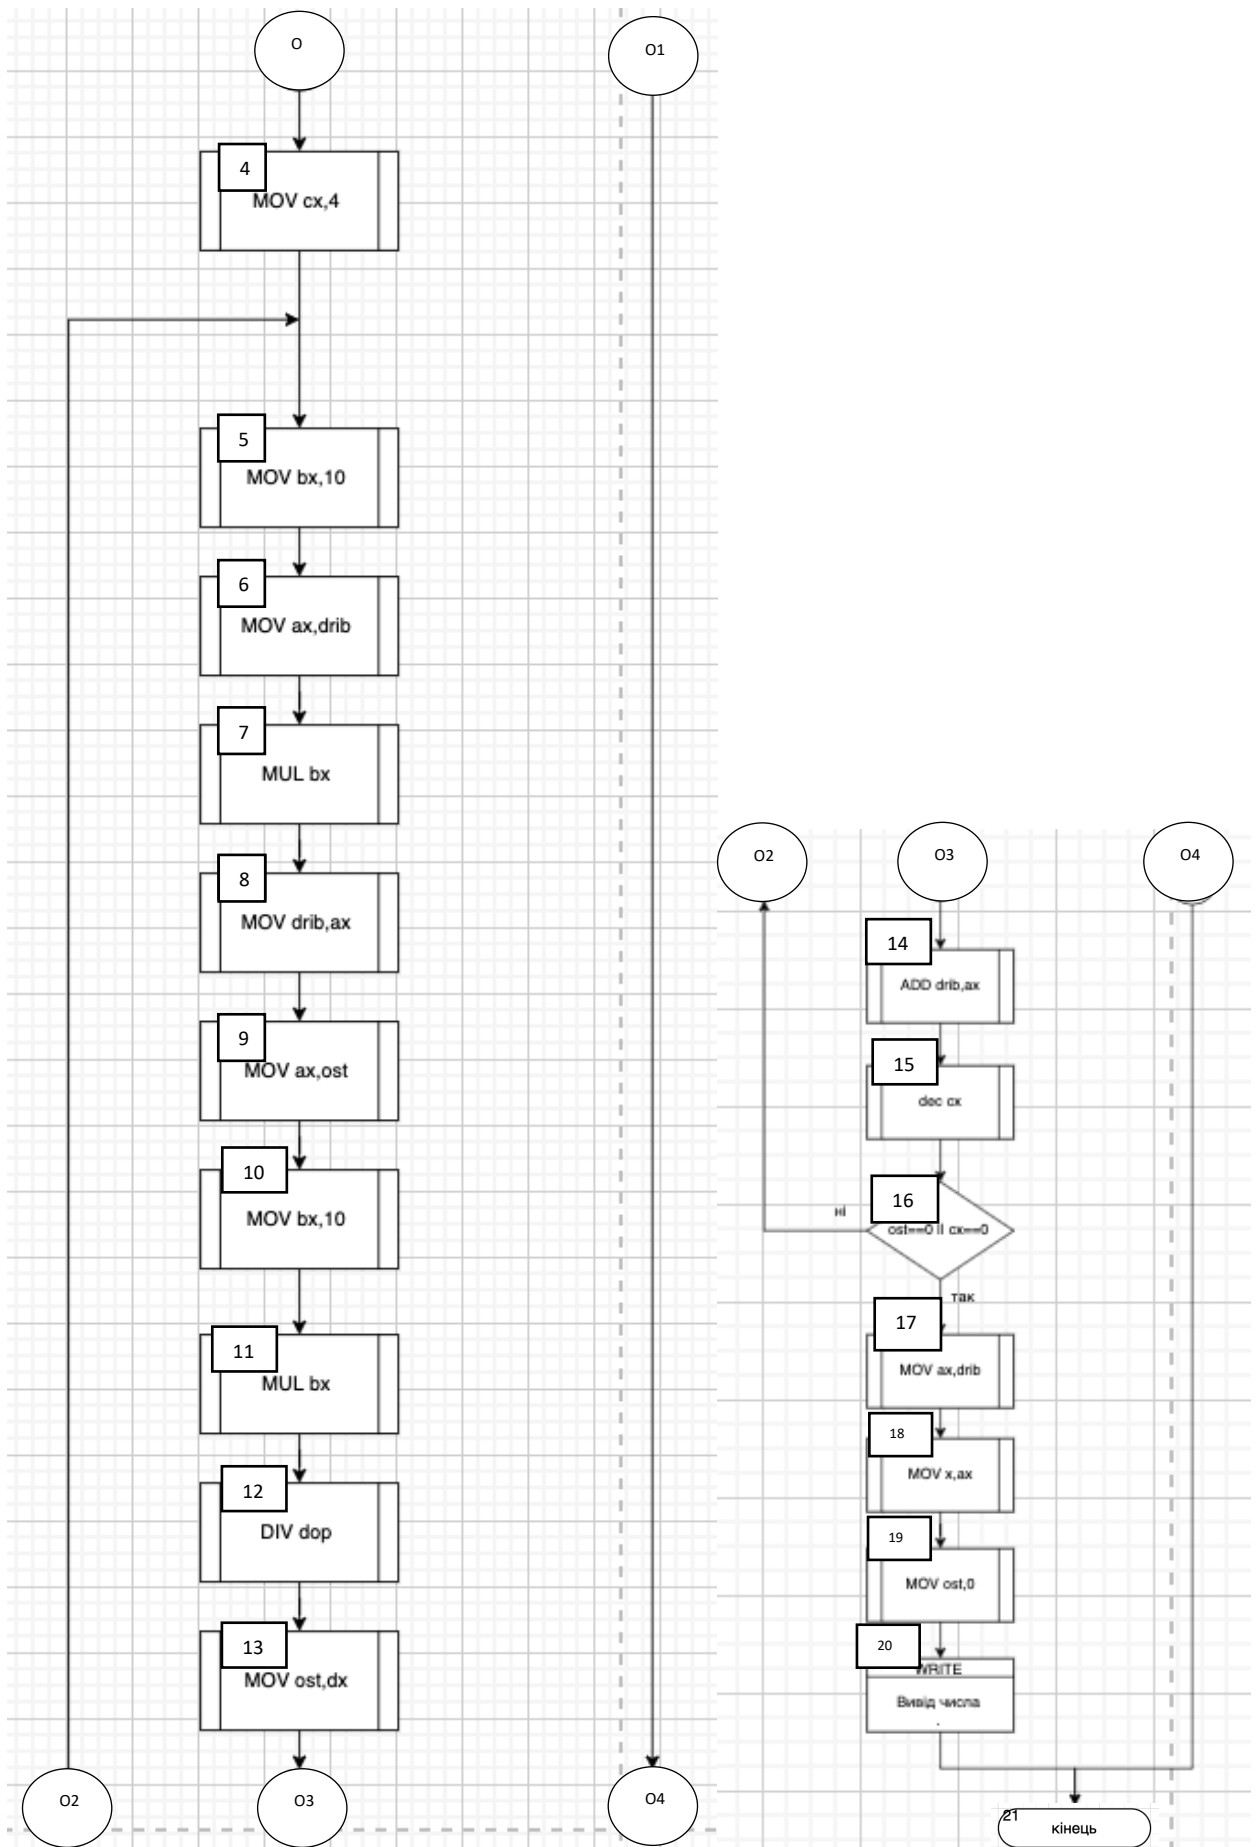 O
O1
4
MOV cx,4
5
MOV bx,10
6
MOV ax,drib
7
MUL bx
8
MOV drib,ax
9
MOV ax,ost
10
MOV bx,10
11
MUL bx
12
DIV dop
13
MOV ost,dx
O2
O3
O4
O2
O3
O4
14
ADD drib,ax
15
dec cx
16
ні
ost==0 || cx==0
так
17
MOV ax,drib
18
MOV x,ax
19
MOV ost,0
20
WRITE
Вивід числа
.
21
кінець